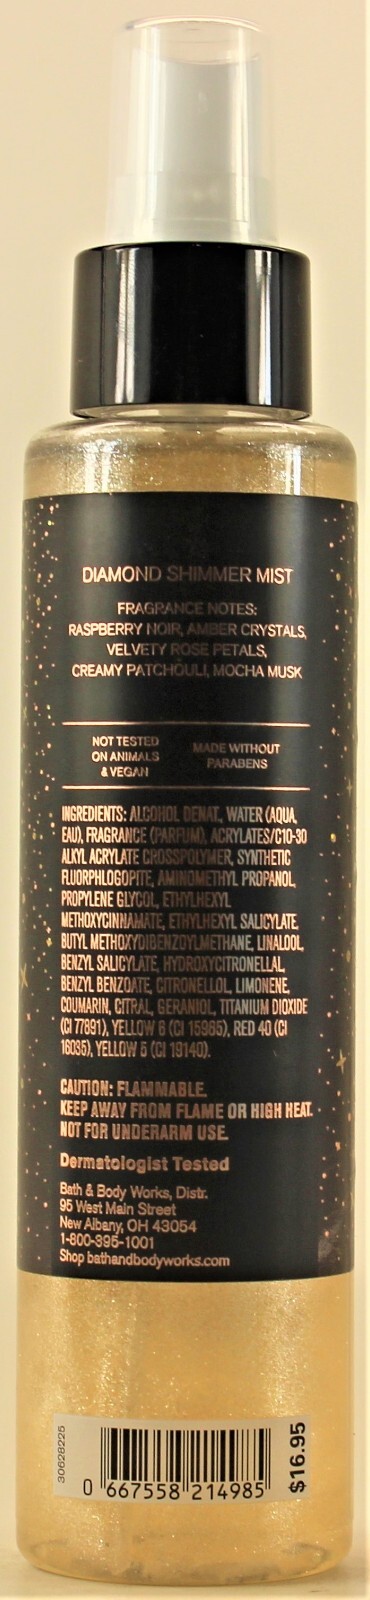 DIAMOND SHIMMER MIST
FRAGRANCE NOTES:
RASPBERRY NOIR, AMBER CRYSTALS,
VELVETY ROSE PETALS,
CREAMY PATCHOULI, MOCHA MUSK
NOT TESTED
ON ANIMALS
& VEGAN
MADE WITHOUT
PARABENS
INGREDIENTS: ALCOHOL DENAT., WATER (AQUA,
EAU), FRAGRANCE (PARFUM), ACRYLATES/C10-30
ALKYL ACRYLATE CROSSPOLYMER, SYNTHETIC
FLUORPHLOGOPITE, AMINOMETHYL PROPANOL,
PROPYLENE GLYCOL, ETHYLHEXYL
METHOXYCINNAMATE, ETHYLHEXYL SALICYLATE,
BUTYL METHOXYDIBENZOYLMETHANE, LINALOOL,
BENZYL SALICYLATE, HYDROXYCITRONELLAL,
BENZYL BENZOATE, CITRONELLOL, LIMONENE,
COUMARIN, CITRAL, GERANIOL, TITANIUM DIOXIDE
(CI 77891), YELLOW 6 (CI 15985), RED 40 (CI
16035), YELLOW 5 (CI 19140).
CAUTION: FLAMMABLE.
KEEP AWAY FROM FLAME OR HIGH HEAT.
NOT FOR UNDERARM USE.
Dermatologist Tested
Bath & Body Works, Distr.
95 West Main Street
New Albany, OH 43054
1-800-395-1001
Shop bathandbodyworks.com
30628225
0 667558 214985
$16.95